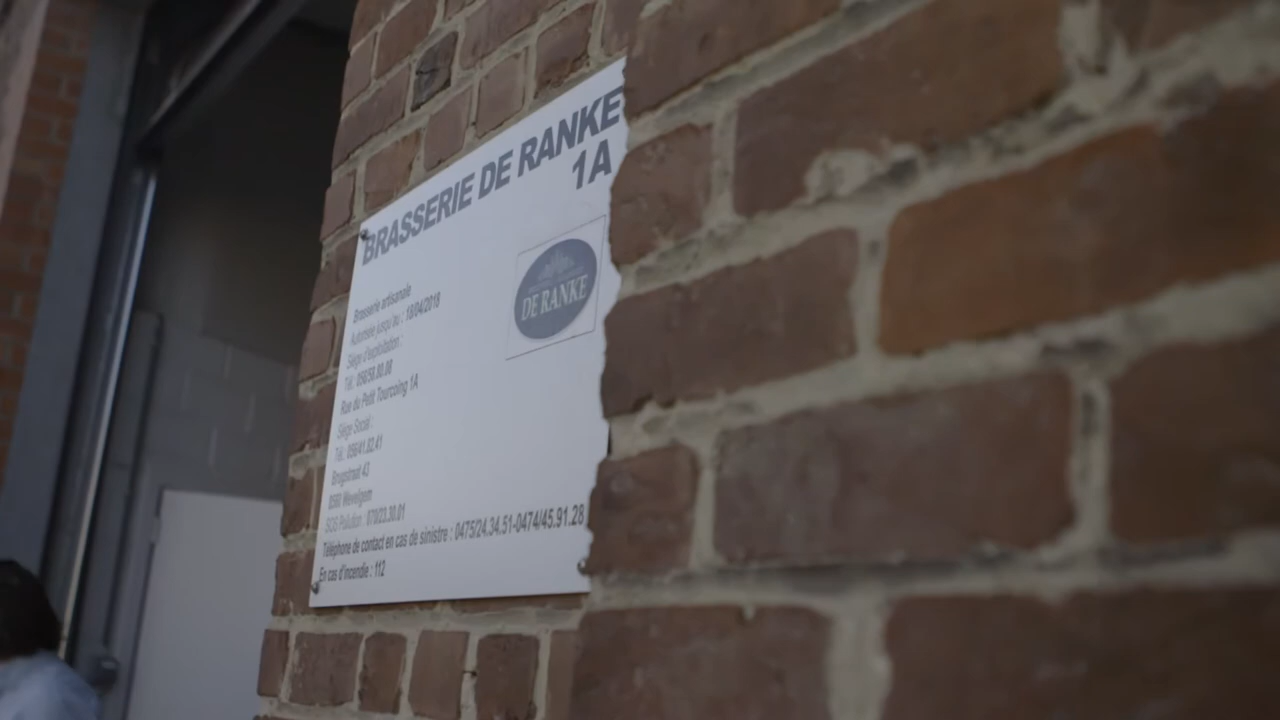 BRASSERIE DE RANKE
1A
DE RANKE
Brasserie artisanale
Autorisée jusqu'au : 18/04/2018
Siège d'exploitation :
Tél.: 056/58.80.08
Rue du Petit Tourcoing 1A
Siège Social :
Tél.: 056/41.82.41
Brugstraat 43
8560 Wevelgem
SOS Pollution : 070/23.30.01
Téléphone de contact en cas de sinistre : 0475/24.34.51-0474/45.91.28
En cas d'incendie : 112